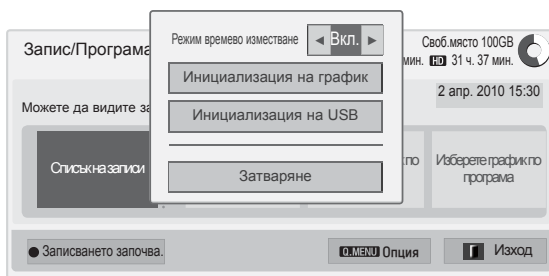 Запис/Програма
Своб.място 100GB
мин. HD 31 ч. 37 мин.
2 апр. 2010 15:30
Режим времево изместване ◄ Вкл. ►
Инициализация на график
Инициализация на USB
Затваряне
Можете да видите за
Списък на записи
по
Изберете график по
програма
● Записването започва.
Q.MENU Опция
Изход